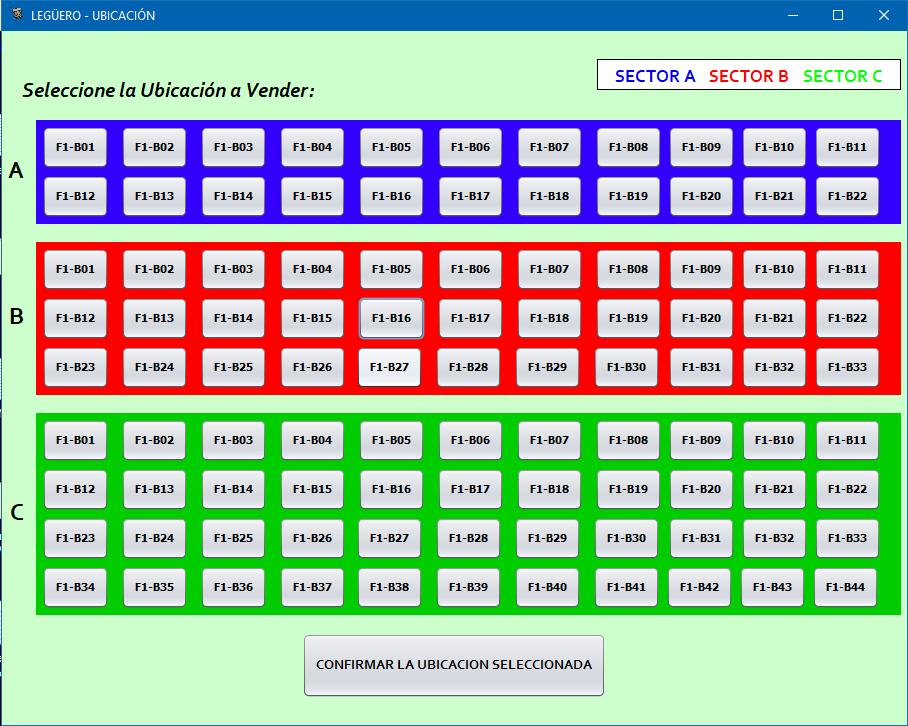 LEGÜERO - UBICACIÓN
SECTOR A SECTOR B SECTOR C
Seleccione la Ubicación a Vender:
A
F1-B01 F1-B02 F1-B03 F1-B04 F1-B05 F1-B06 F1-B07 F1-B08 F1-B09 F1-B10 F1-B11
F1-B12 F1-B13 F1-B14 F1-B15 F1-B16 F1-B17 F1-B18 F1-B19 F1-B20 F1-B21 F1-B22
B
F1-B01 F1-B02 F1-B03 F1-B04 F1-B05 F1-B06 F1-B07 F1-B08 F1-B09 F1-B10 F1-B11
F1-B12 F1-B13 F1-B14 F1-B15 F1-B16 F1-B17 F1-B18 F1-B19 F1-B20 F1-B21 F1-B22
F1-B23 F1-B24 F1-B25 F1-B26 F1-B27 F1-B28 F1-B29 F1-B30 F1-B31 F1-B32 F1-B33
C
F1-B01 F1-B02 F1-B03 F1-B04 F1-B05 F1-B06 F1-B07 F1-B08 F1-B09 F1-B10 F1-B11
F1-B12 F1-B13 F1-B14 F1-B15 F1-B16 F1-B17 F1-B18 F1-B19 F1-B20 F1-B21 F1-B22
F1-B23 F1-B24 F1-B25 F1-B26 F1-B27 F1-B28 F1-B29 F1-B30 F1-B31 F1-B32 F1-B33
F1-B34 F1-B35 F1-B36 F1-B37 F1-B38 F1-B39 F1-B40 F1-B41 F1-B42 F1-B43 F1-B44
CONFIRMAR LA UBICACION SELECCIONADA